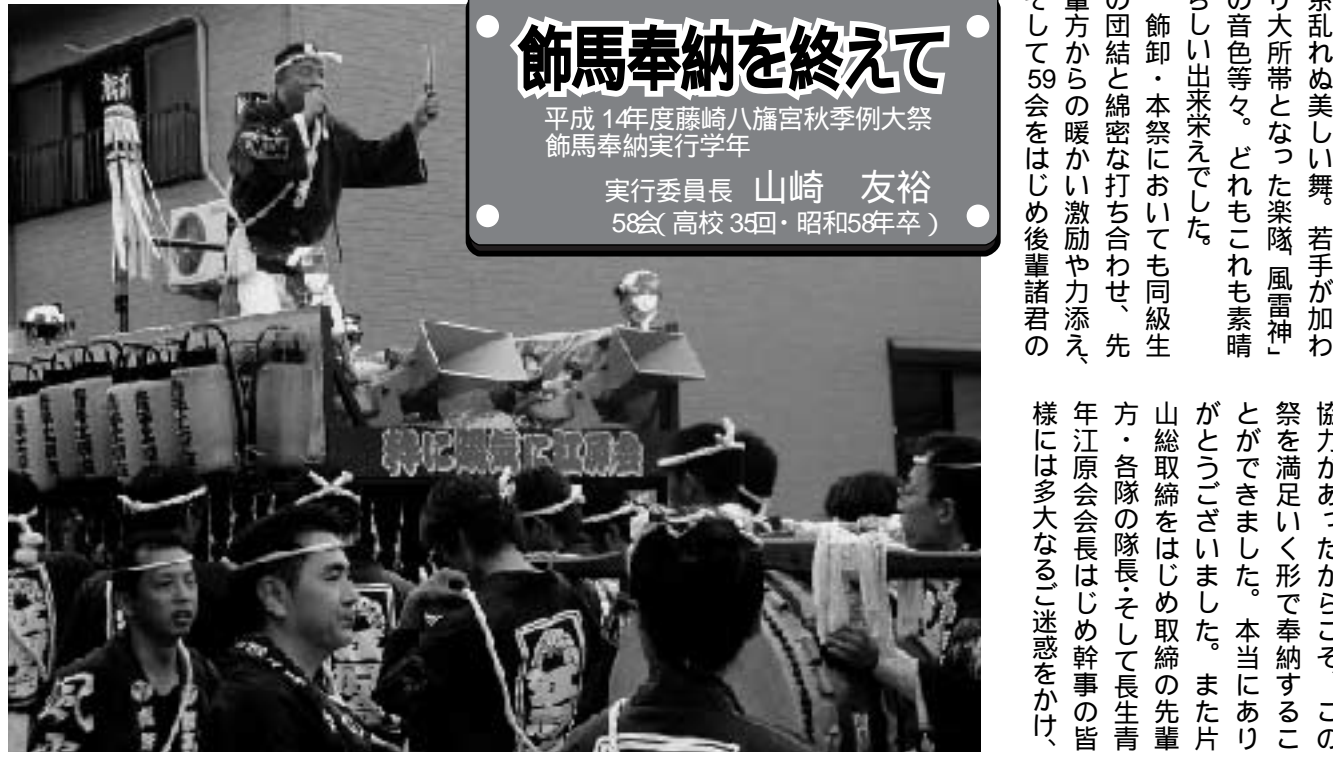 飾馬奉納を終えて
平成14年度藤崎八旛宮秋季例大祭
飾馬奉納実行学年
実行委員長 山崎　友裕
58会（高校35回・昭和58年卒）
糸乱れぬ美しい舞。若手が加わ
り大所帯となった楽隊「風雷神」
の音色等々。どれもこれも素晴
らしい出来栄えでした。
飾卸・本祭においても同級生
の団結と綿密な打ち合わせ、先
輩方からの暖かい激励や力添え、
そして59会をはじめ後輩諸君の
協力があったからこそ、この
祭を満足いく形で奉納するこ
とができました。本当にあり
がとうございました。また片
山総取締をはじめ取締の先輩
方・各隊の隊長・そして長生青
年江原会会長はじめ幹事の皆
様には多大なるご迷惑をかけ、